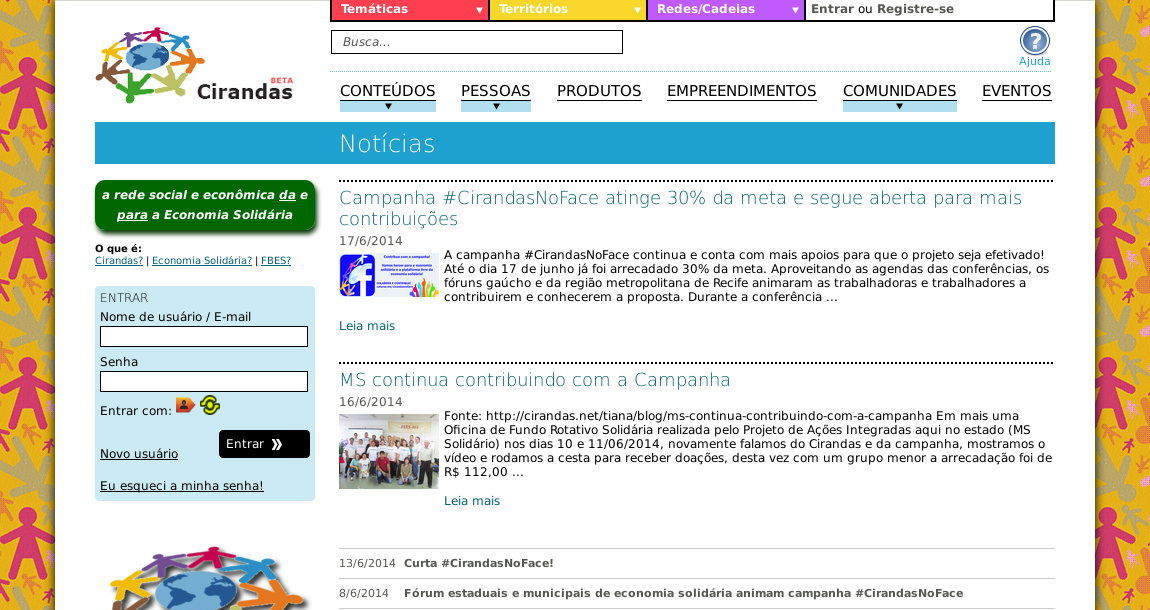 Temáticas
Territórios
Redes/Cadeias
Entrar ou Registre-se
Busca...
Ajuda
BETA
Cirandas
CONTEÚDOS
PESSOAS
PRODUTOS
EMPREENDIMENTOS
COMUNIDADES
EVENTOS
Notícias
a rede social e econômica da e
para a Economia Solidária
O que é:
Cirandas? | Economia Solidária? | FBES?
ENTRAR
Nome de usuário / E-mail
Senha
Entrar com:
Entrar
Novo usuário
Eu esqueci a minha senha!
Campanha #CirandasNoFace atinge 30% da meta e segue aberta para mais
contribuições
17/6/2014
A campanha #CirandasNoFace continua e conta com mais apoios para que o projeto seja efetivado!
Até o dia 17 de junho já foi arrecadado 30% da meta. Aproveitando as agendas das conferências, os
fóruns gaúcho e da região metropolitana de Recife animaram as trabalhadoras e trabalhadores a
contribuirem e conhecerem a proposta. Durante a conferência ...
Leia mais
MS continua contribuindo com a Campanha
16/6/2014
Fonte: http://cirandas.net/tiana/blog/ms-continua-contribuindo-com-a-campanha Em mais uma
Oficina de Fundo Rotativo Solidária realizada pelo Projeto de Ações Integradas aqui no estado (MS
Solidário) nos dias 10 e 11/06/2014, novamente falamos do Cirandas e da campanha, mostramos o
vídeo e rodamos a cesta para receber doações, desta vez com um grupo menor a arrecadação foi de
R$ 112,00 ...
Leia mais
13/6/2014 Curta #CirandasNoFace!
8/6/2014 Fórum estaduais e municipais de economia solidária animam campanha #CirandasNoFace